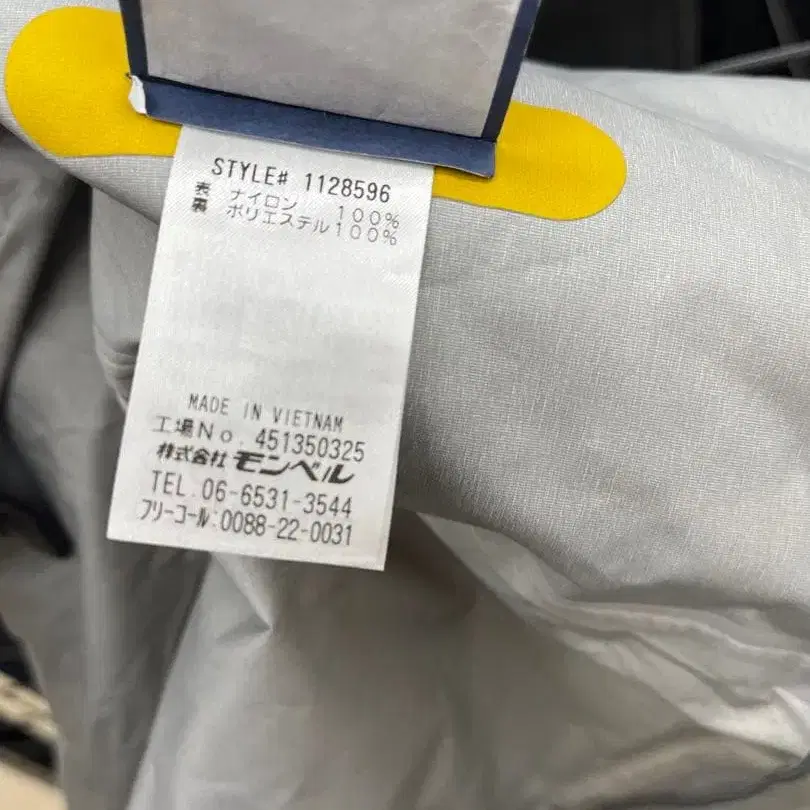 STYLE# 1128596
表 ナイロン 100%
裏 ポリエステル100%
MADE IN VIETNAM
工場No. 451350325
株式会社 モンベル
TEL. 06-6531-3544
フリーコール:0088-22-0031